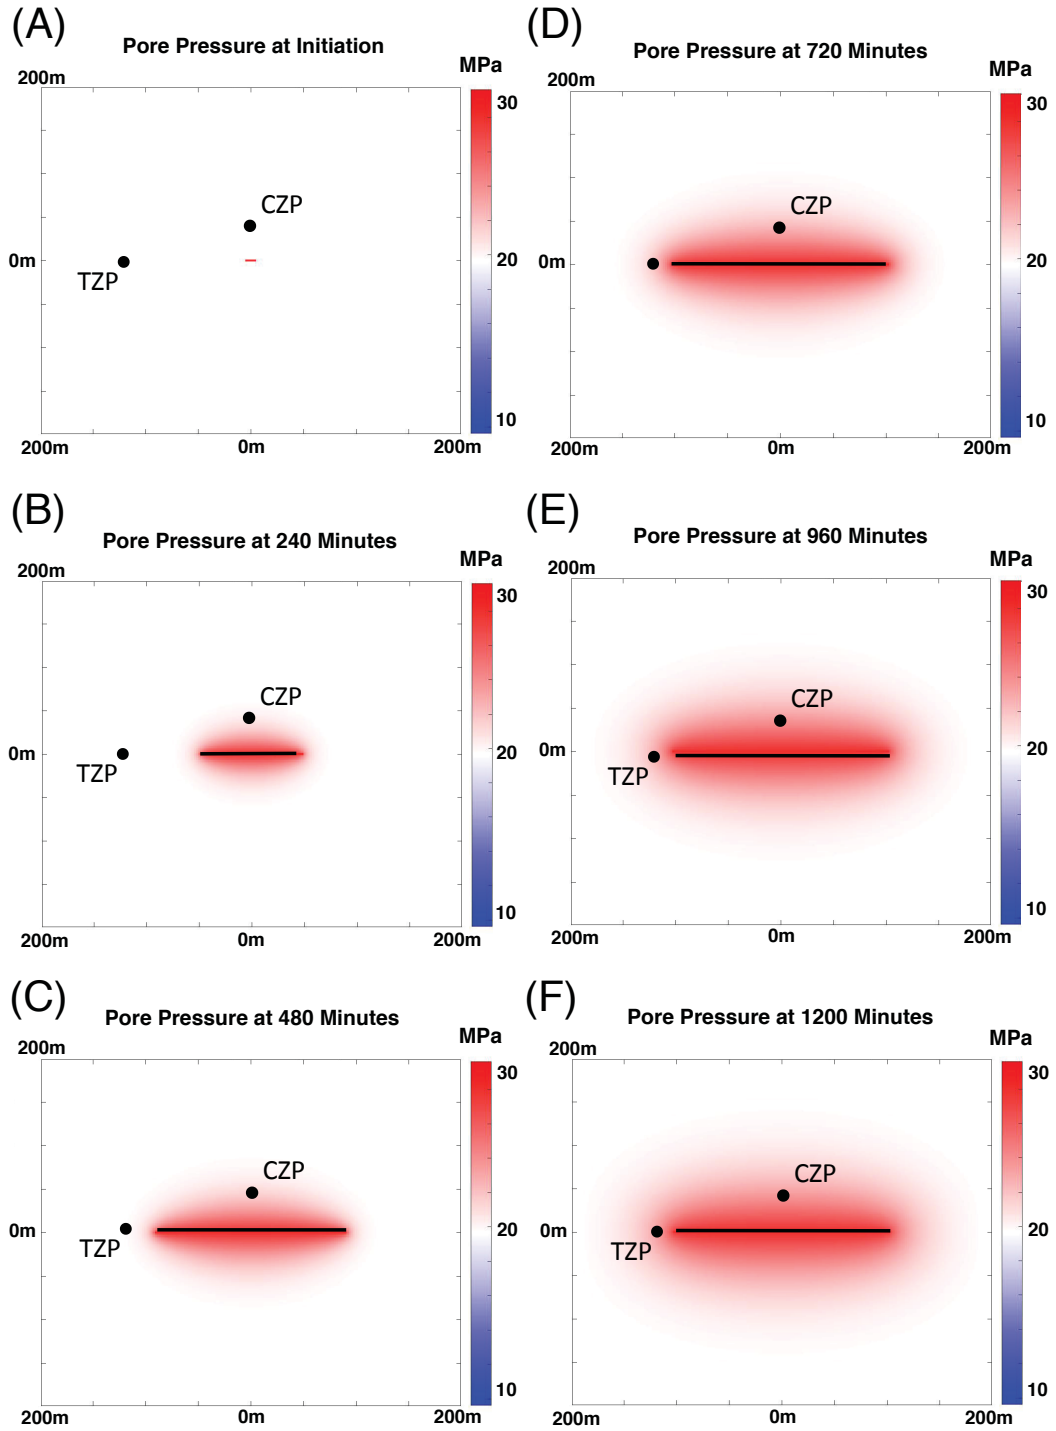 (A)
Pore Pressure at Initiation
MPa
200m
30
CZP
20
0m
TZP
10
200m
0m
200m
(B)
Pore Pressure at 240 Minutes
MPa
200m
30
CZP
0m
20
TZP
10
200m
0m
200m
(C)
Pore Pressure at 480 Minutes
MPa
200m
30
CZP
0m
20
TZP
10
200m
0m
200m
(D)
Pore Pressure at 720 Minutes
MPa
200m
30
CZP
0m
20
10
200m
0m
200m
(E)
Pore Pressure at 960 Minutes
MPa
200m
30
CZP
0m
20
TZP
10
200m
0m
200m
(F)
Pore Pressure at 1200 Minutes
MPa
200m
30
CZP
0m
20
TZP
10
200m
0m
200m